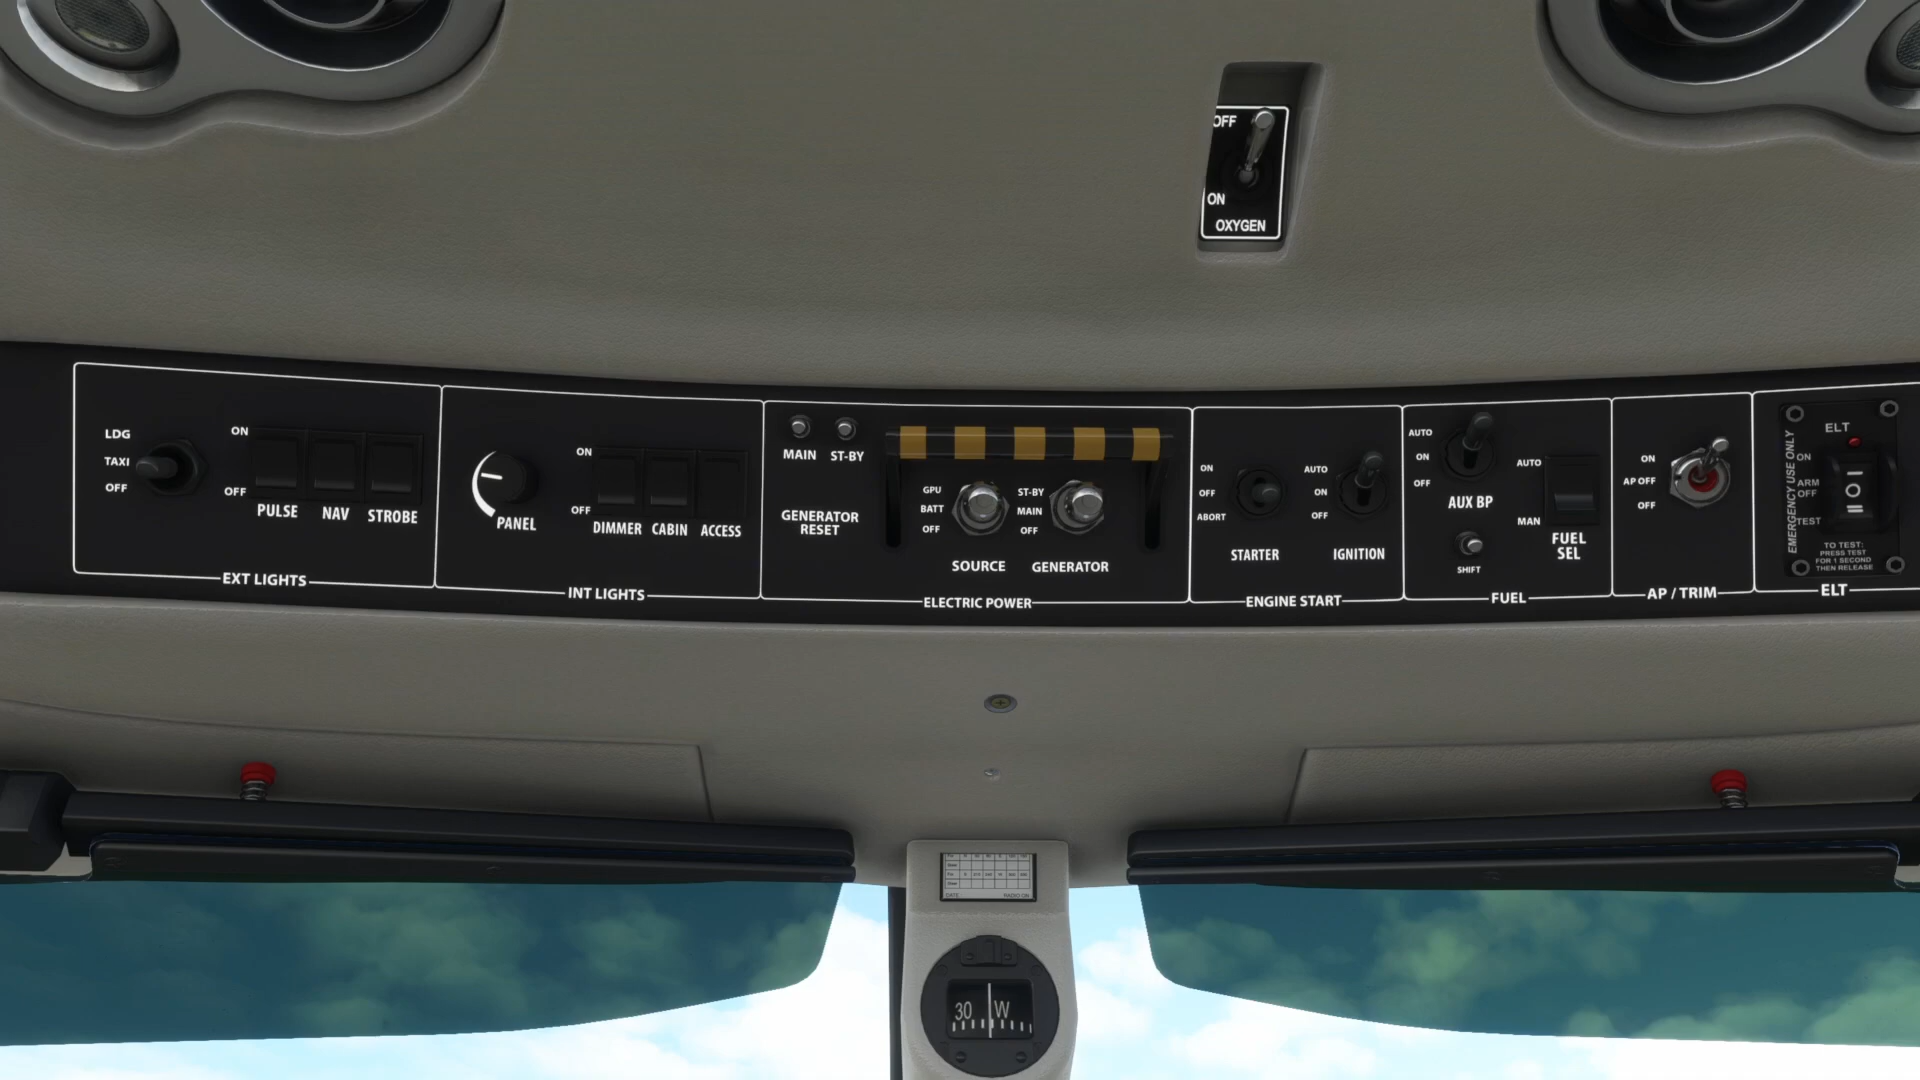 OFF
ON
OXYGEN
LDG
TAXI
OFF
ON
OFF
PULSE
NAV
STROBE
EXT LIGHTS
PANEL
ON
OFF
DIMMER
CABIN
ACCESS
INT LIGHTS
MAIN
ST-BY
GENERATOR
RESET
GPU
BATT
OFF
SOURCE
ST-BY
MAIN
OFF
GENERATOR
ELECTRIC POWER
ON
OFF
ABORT
STARTER
AUTO
ON
OFF
IGNITION
ENGINE START
AUTO
ON
OFF
AUX BP
SHIFT
AUTO
MAN
FUEL
SEL
FUEL
ON
AP OFF
OFF
AP / TRIM
EMERGENCY USE ONLY
ELT
ON
ARM
OFF
TEST
TO TEST:
PRESS TEST
FOR 1 SECOND
THEN RELEASE
ELT
DATE
RADIO ON
30 W